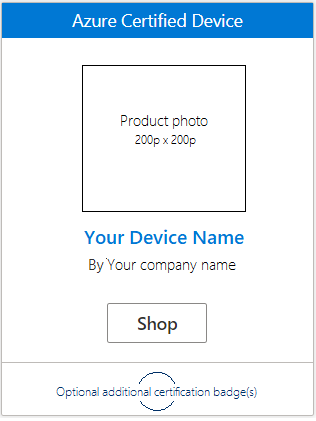 Azure Certified Device
Product photo
200p x 200p
Your Device Name
By Your company name
Shop
Optional additional certification badge(s)